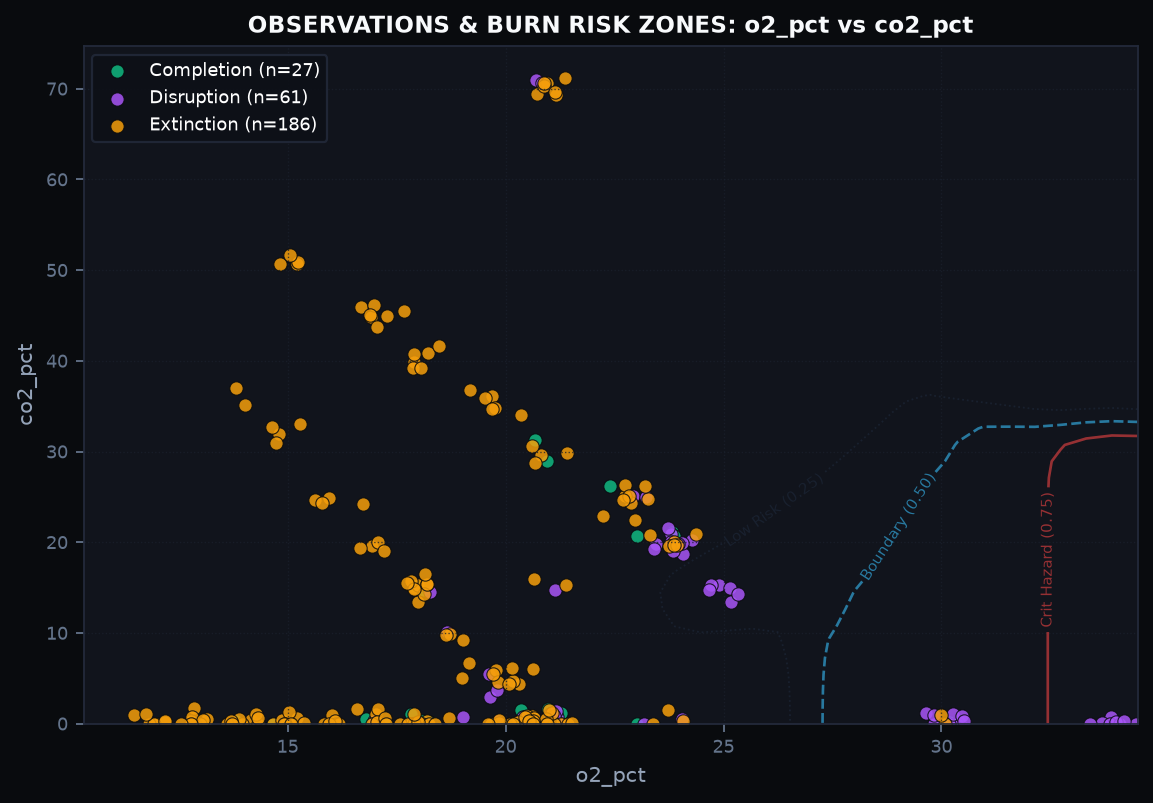 OBSERVATIONS & BURN RISK ZONES: o2_pct vs co2_pct
Completion (n=27)
Disruption (n=61)
Extinction (n=186)
70
60
50
40
30
20
10
0
co2_pct
Low Risk (0.25)
Boundary (0.50)
Crit Hazard (0.75)
15
20
25
30
o2_pct